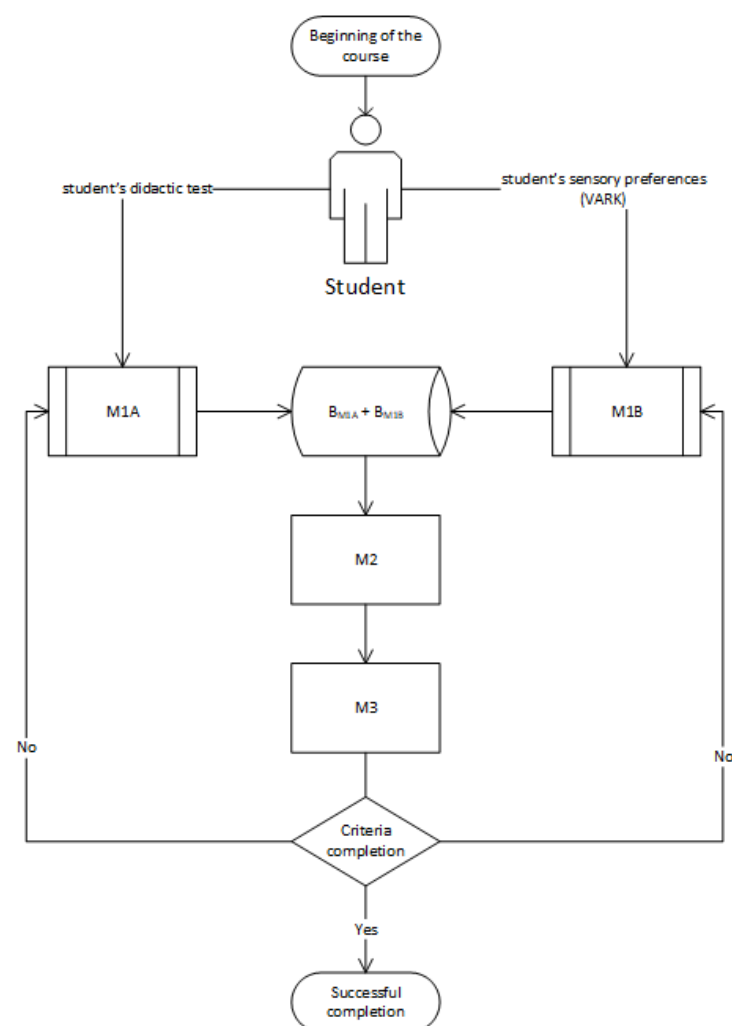 Beginning of the
course
student's didactic test
student's sensory preferences
(VARK)
Student
M1A
BM1A + BM1B
M1B
M2
M3
No
No
Criteria
completion
Yes
Successful
completion